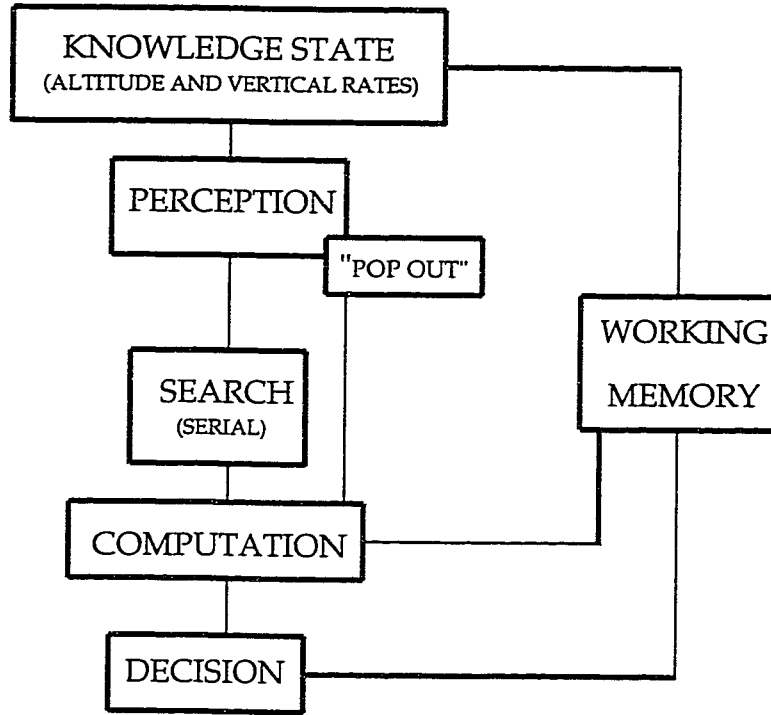 KNOWLEDGE STATE
(ALTITUDE AND VERTICAL RATES)
PERCEPTION
"POP OUT"
WORKING
MEMORY
SEARCH
(SERIAL)
COMPUTATION
DECISION